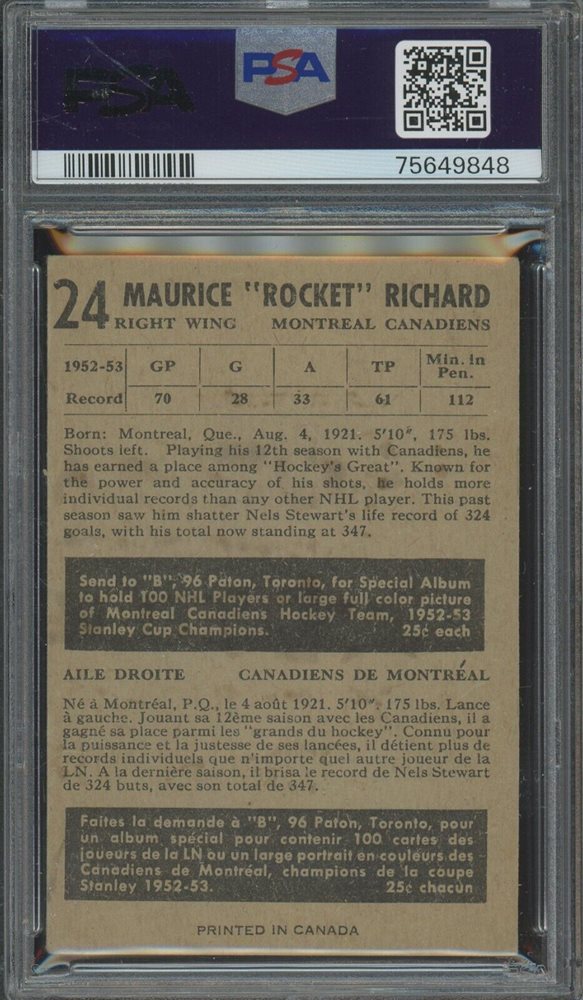 PSA
PSA
75649848
24 MAURICE "ROCKET" RICHARD
RIGHT WING MONTREAL CANADIENS
1952-53 GP G A TP Min. in Pen.
Record 70 28 33 61 112
Born: Montreal, Que., Aug. 4, 1921. 5'10", 175 lbs.
Shoots left. Playing his 12th season with Canadiens, he
has earned a place among "Hockey's Great". Known for
the power and accuracy of his shots, he holds more
individual records than any other NHL player. This past
season saw him shatter Nels Stewart's life record of 324
goals, with his total now standing at 347.
Send to "B", 96 Paton, Toronto, for Special Album
to hold 100 NHL Players or large full color picture
of Montreal Canadiens Hockey Team, 1952-53
Stanley Cup Champions. 25¢ each
AILE DROITE CANADIENS DE MONTRÉAL
Né à Montréal, P.Q., le 4 août 1921. 5'10", 175 lbs. Lance
à gauche. Jouant sa 12ème saison avec les Canadiens, il a
gagné sa place parmi les "grands du hockey". Connu pour
la puissance et la justesse de ses lancées, il détient plus de
records individuels que n'importe quel autre joueur de la
LN. A la dernière saison, il brisa le record de Nels Stewart
de 324 buts, avec son total de 347.
Faites la demande à "B", 96 Paton, Toronto, pour
un album spécial pour contenir 100 cartes des
joueurs de la LN ou un large portrait en couleurs des
Canadiens de Montréal, champions de la coupe
Stanley 1952-53. 25¢ chacun
PRINTED IN CANADA